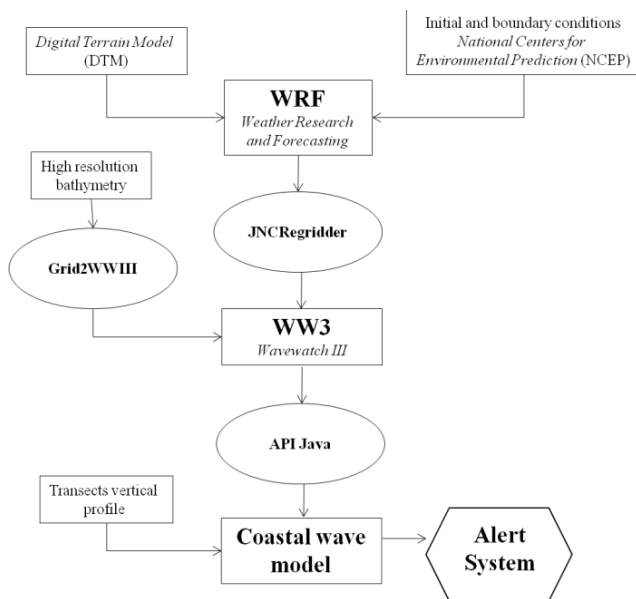 Digital Terrain Model
(DTM)
Initial and boundary conditions
National Centers for
Environmental Prediction (NCEP)
WRF
Weather Research
and Forecasting
High resolution
bathymetry
JNCRegridder
Grid2WWIII
WW3
Wavewatch III
API Java
Transects vertical
profile
Coastal wave
model
Alert
System